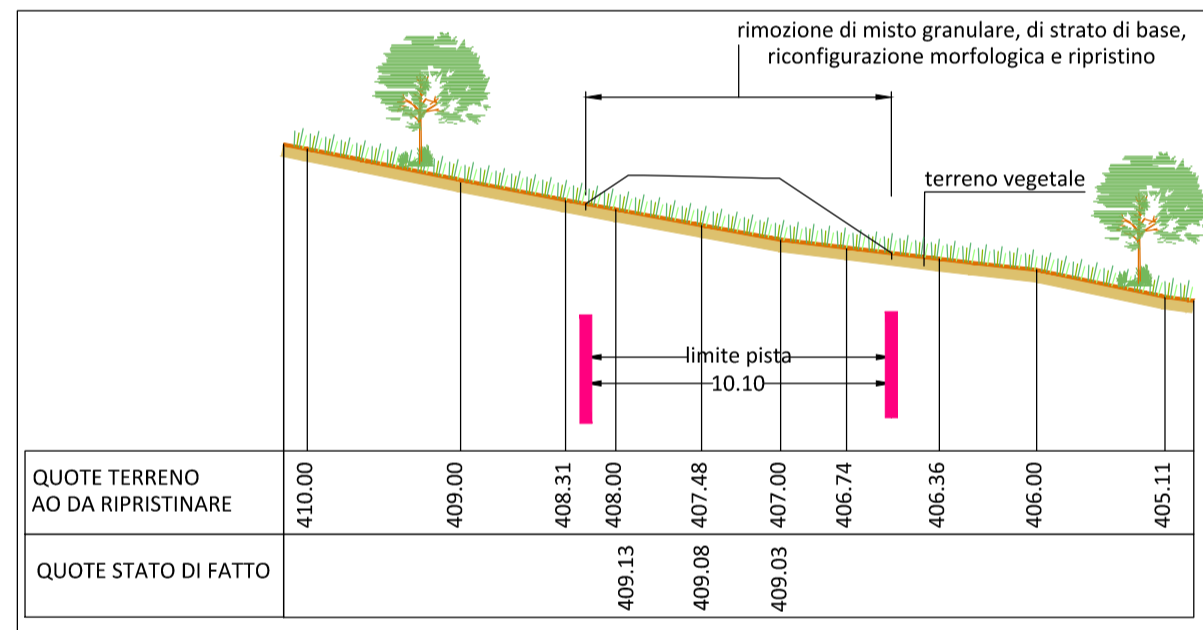 rimozione di misto granulare, di strato di base,
riconfigurazione morfologica e ripristino
terreno vegetale
limite pista
10.10
QUOTE TERRENO
AO DA RIPRISTINARE
410.00
409.00
408.31
408.00
407.48
407.00
406.74
406.36
406.00
405.11
QUOTE STATO DI FATTO
409.13
409.08
409.03